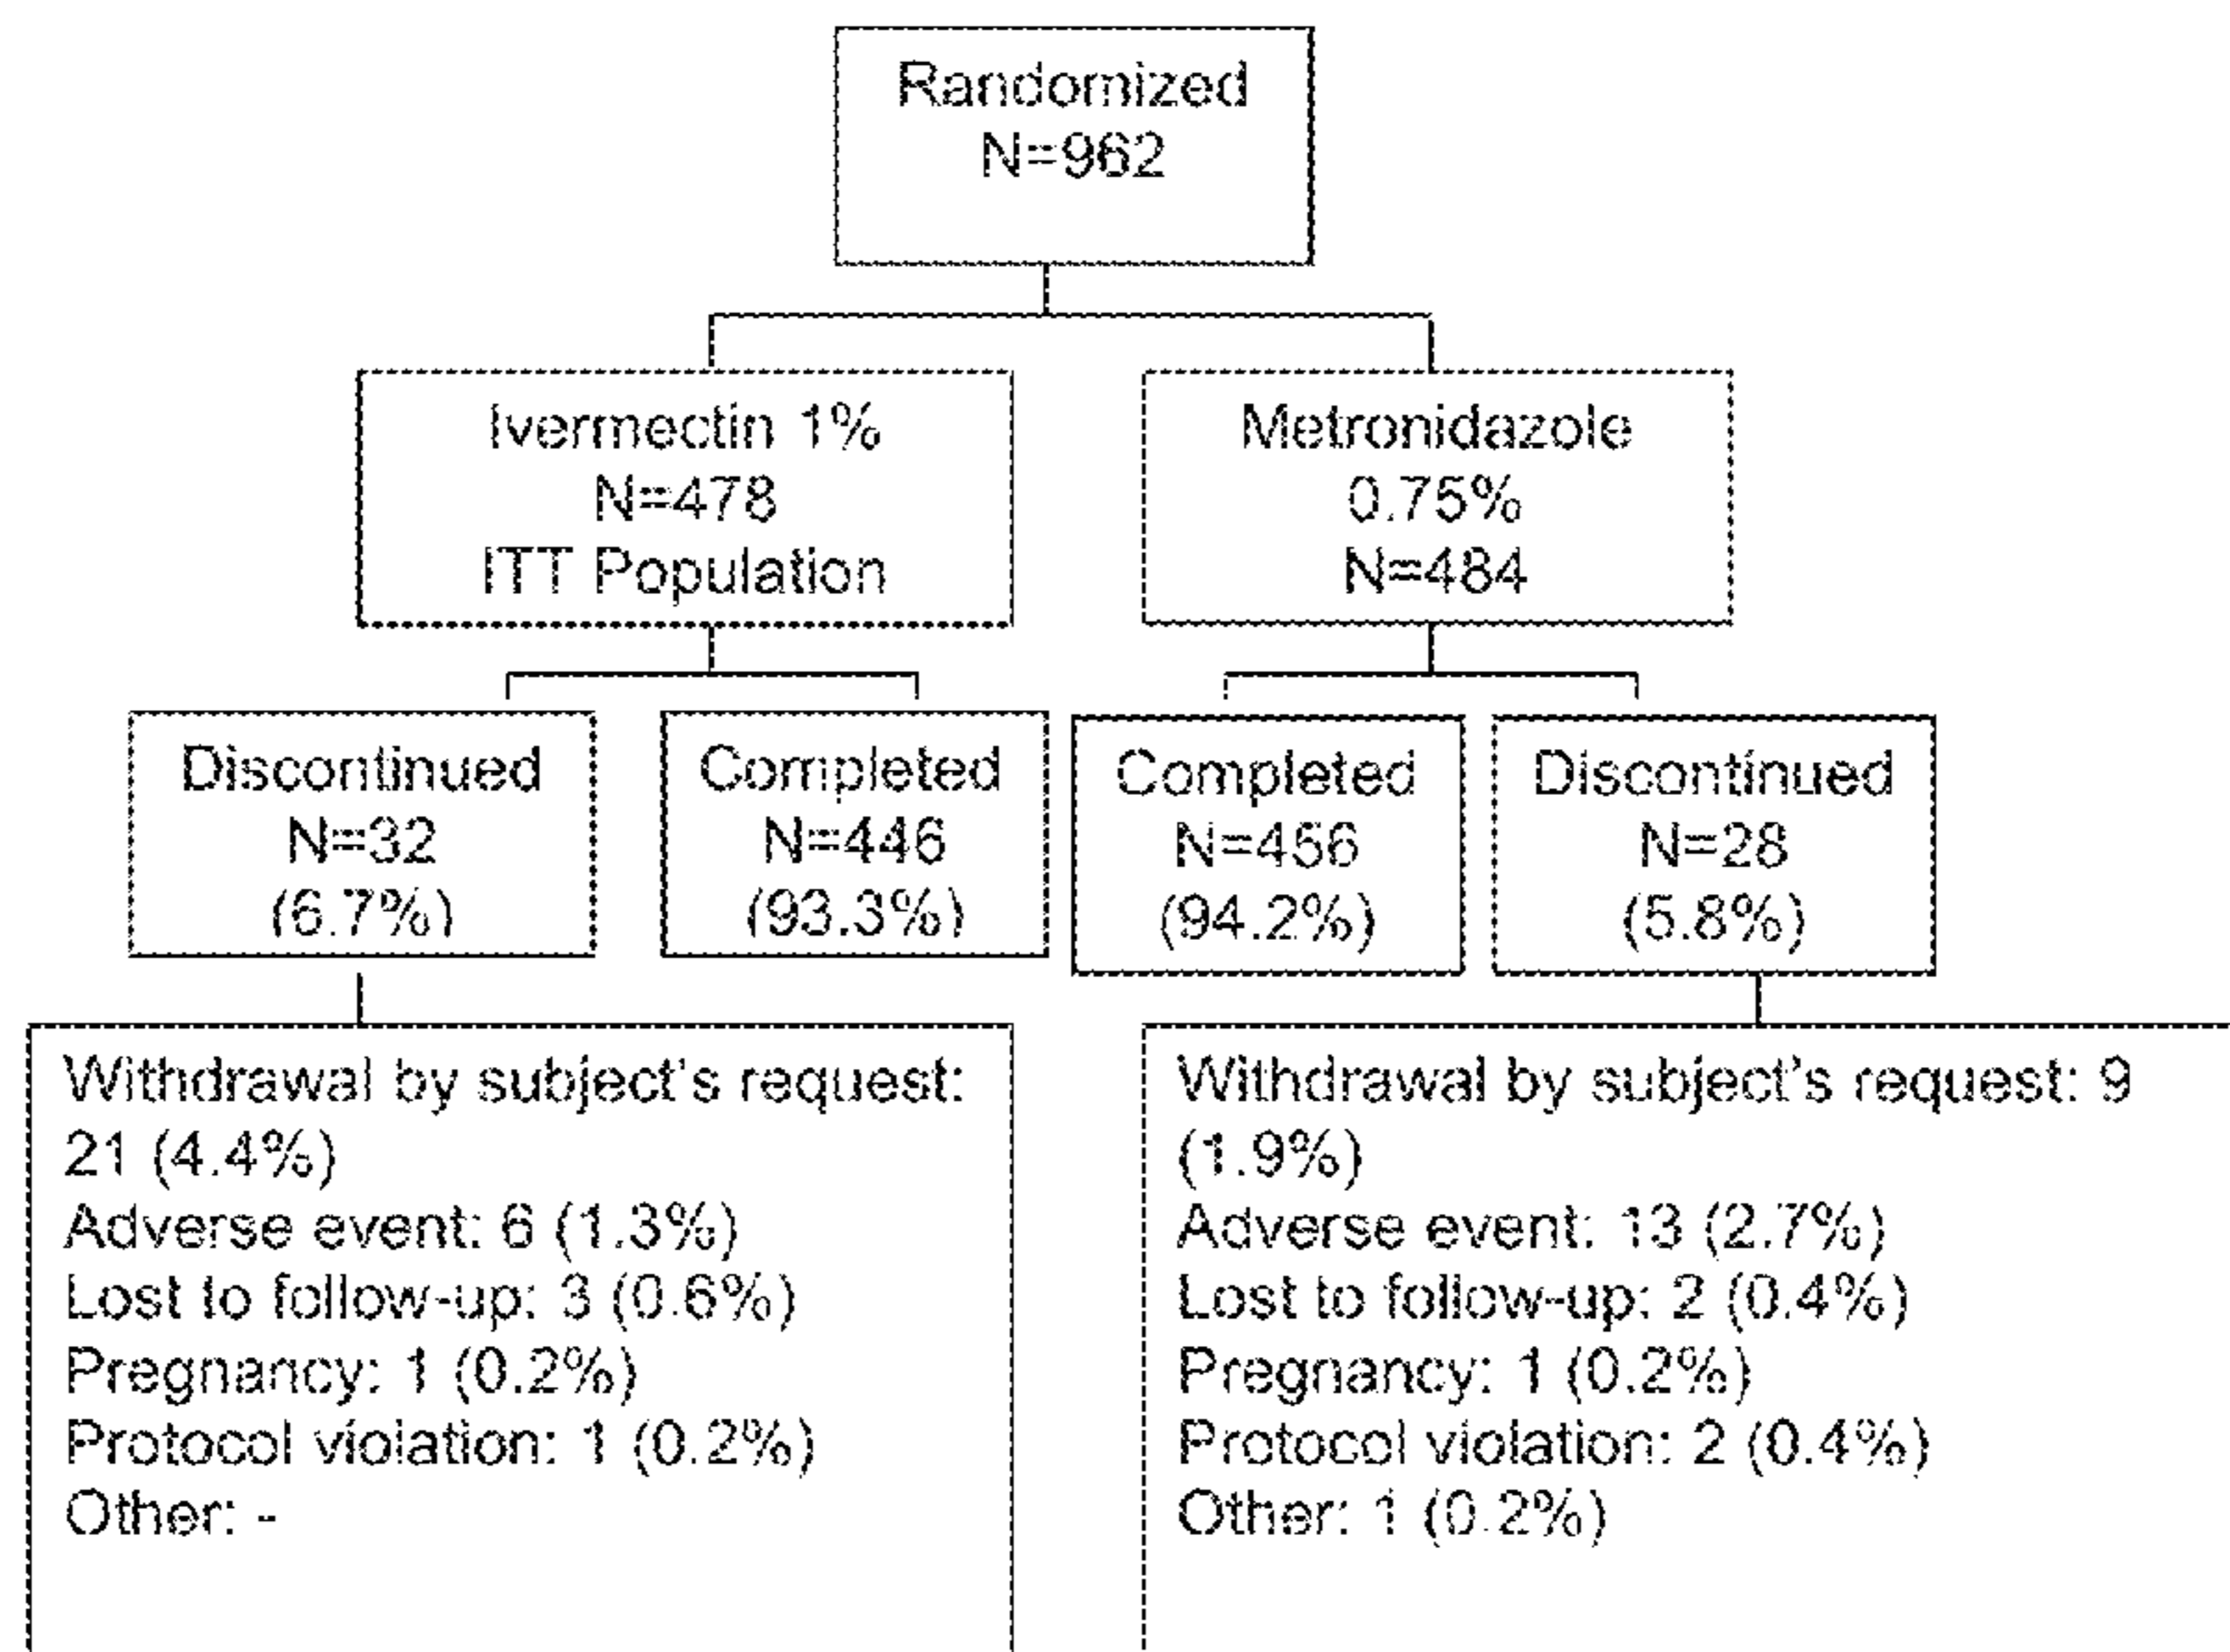 Randomized
N=962
Ivermectin 1%
N=478
ITT Population
Metronidazole
0.75%
N=484
Discontinued
N=32
(6.7%)
Completed
N=446
(93.3%)
Completed
N=456
(94.2%)
Discontinued
N=28
(5.8%)
Withdrawal by subject's request:
21 (4.4%)
Adverse event: 6 (1.3%)
Lost to follow-up: 3 (0.6%)
Pregnancy: 1 (0.2%)
Protocol violation: 1 (0.2%)
Other: -
Withdrawal by subject's request: 9
(1.9%)
Adverse event: 13 (2.7%)
Lost to follow-up: 2 (0.4%)
Pregnancy: 1 (0.2%)
Protocol violation: 2 (0.4%)
Other: 1 (0.2%)